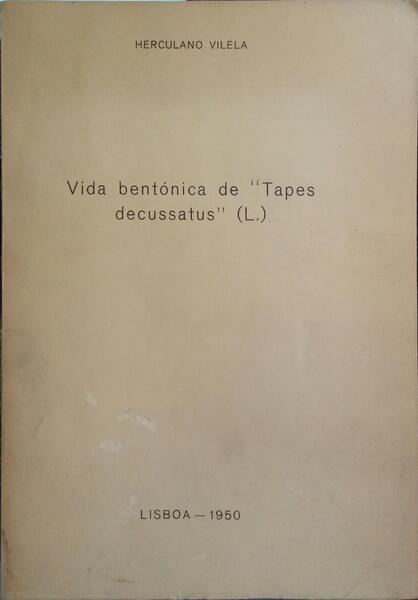 HERCULANO VILELA
Vida bentónica de "Tapes
decussatus" (L.)
LISBOA — 1950